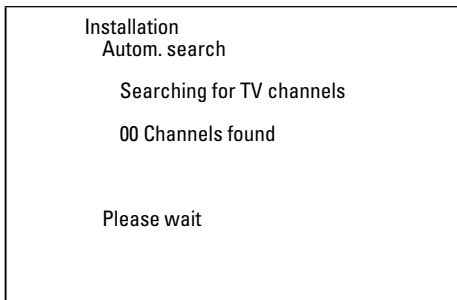 Installation
Autom. search
Searching for TV channels
00 Channels found
Please wait